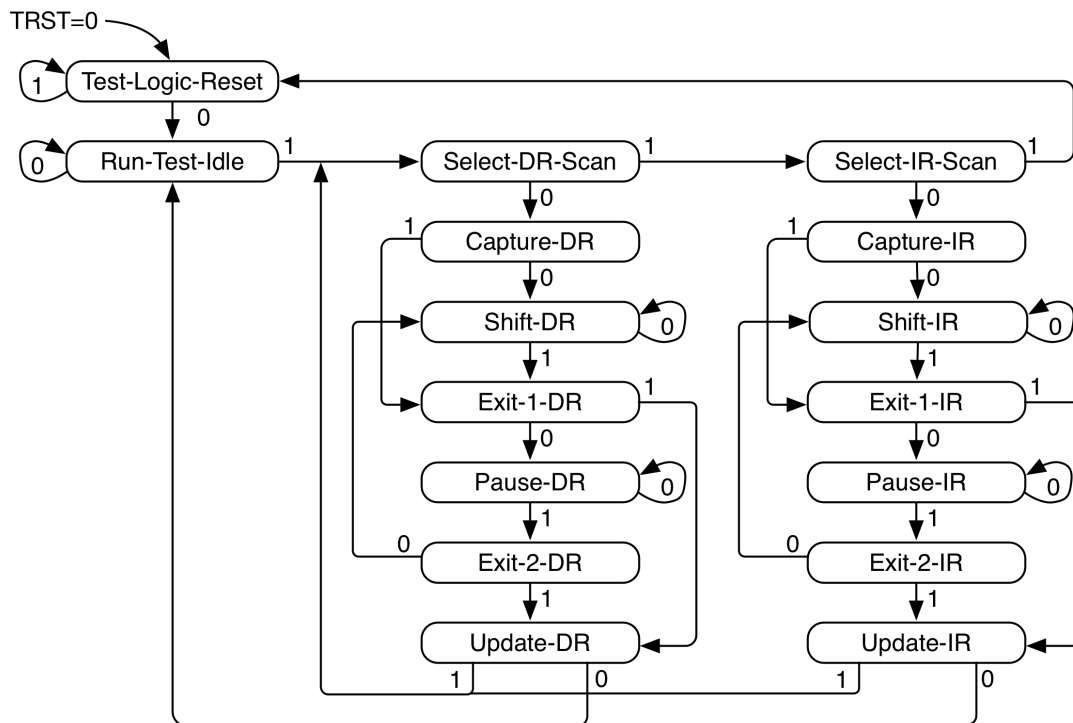 TRST=0
Test-Logic-Reset
1
0
Run-Test-Idle
0
1
Select-DR-Scan
1
Select-IR-Scan
1
0
0
1
Capture-DR
1
Capture-IR
0
0
Shift-DR
0
Shift-IR
0
1
1
Exit-1-DR
1
Exit-1-IR
1
0
0
Pause-DR
0
Pause-IR
0
1
1
0
Exit-2-DR
0
Exit-2-IR
1
1
Update-DR
Update-IR
1
0
1
0